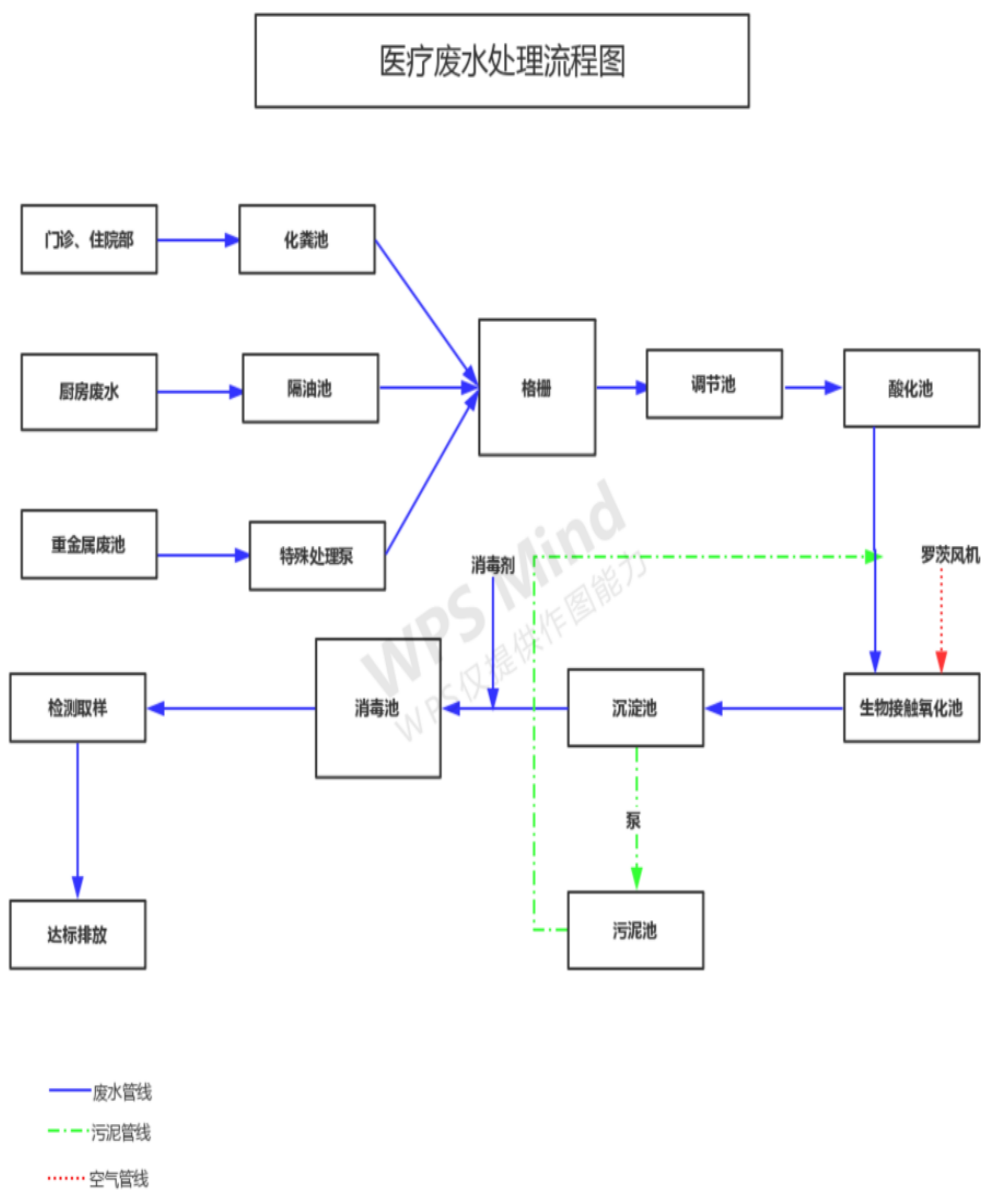 医疗废水处理流程图
门诊、住院部
化粪池
厨房废水
隔油池
格栅
调节池
酸化池
重金属废池
特殊处理泵
消毒剂
罗茨风机
WPS Mind
WPS仅提供作图能力
检测取样
消毒池
沉淀池
生物接触氧化池
泵
达标排放
污泥池
废水管线
污泥管线
空气管线